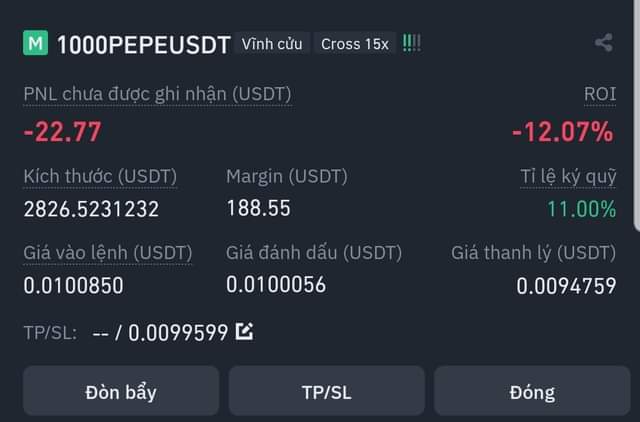 M 1000PEPEUSDT Vĩnh cửu Cross 15x
PNL chưa được ghi nhận (USDT) ROI
-22.77 -12.07%
Kích thước (USDT) Margin (USDT) Tỉ lệ ký quỹ
2826.5231232 188.55 11.00%
Giá vào lệnh (USDT) Giá đánh dấu (USDT) Giá thanh lý (USDT)
0.0100850 0.0100056 0.0094759
TP/SL: -- / 0.0099599
Đòn bẩy TP/SL Đóng